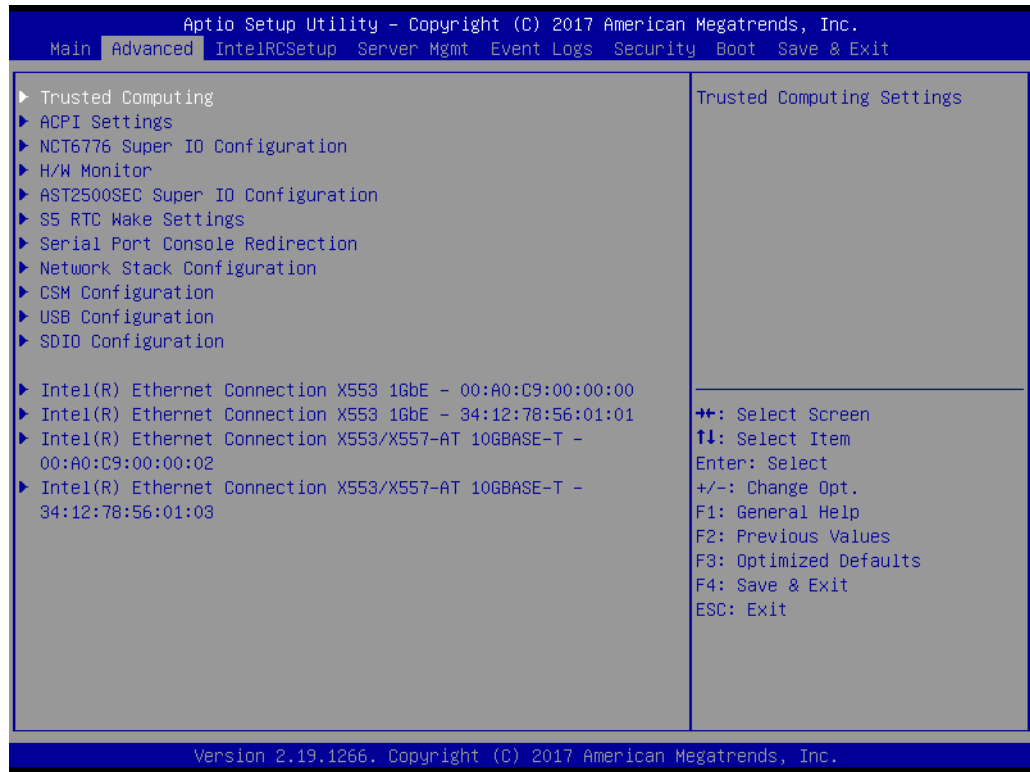 Aptio Setup Utility – Copyright (C) 2017 American Megatrends, Inc.
Main Advanced IntelRCSetup Server Mgmt Event Logs Security Boot Save & Exit
▶ Trusted Computing
▶ ACPI Settings
▶ NCT6776 Super IO Configuration
▶ H/W Monitor
▶ AST2500SEC Super IO Configuration
▶ S5 RTC Wake Settings
▶ Serial Port Console Redirection
▶ Network Stack Configuration
▶ CSM Configuration
▶ USB Configuration
▶ SDIO Configuration
▶ Intel(R) Ethernet Connection X553 1GbE – 00:A0:C9:00:00:00
▶ Intel(R) Ethernet Connection X553 1GbE – 34:12:78:56:01:01
▶ Intel(R) Ethernet Connection X553/X557-AT 10GBASE-T –
00:A0:C9:00:00:02
▶ Intel(R) Ethernet Connection X553/X557-AT 10GBASE-T –
34:12:78:56:01:03
Trusted Computing Settings
→←: Select Screen
↑↓: Select Item
Enter: Select
+/-: Change Opt.
F1: General Help
F2: Previous Values
F3: Optimized Defaults
F4: Save & Exit
ESC: Exit
Version 2.19.1266. Copyright (C) 2017 American Megatrends, Inc.